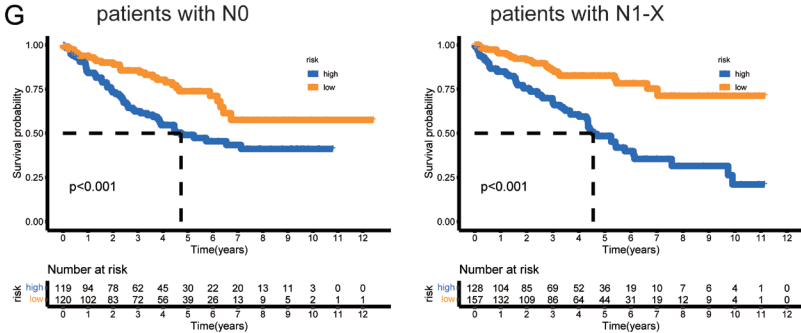 G
patients with N0
patients with N1-X
risk
high
low
Survival probability
1.00
0.75
0.50
0.25
0.00
p<0.001
0 1 2 3 4 5 6 7 8 9 10 11 12
Time(years)
Number at risk
risk
high 119 94 78 62 45 30 22 20 13 11 3 0 0
low 120 102 83 72 56 39 26 13 9 5 2 1 1
0 1 2 3 4 5 6 7 8 9 10 11 12
Time(years)
risk
high
low
Survival probability
1.00
0.75
0.50
0.25
0.00
p<0.001
0 1 2 3 4 5 6 7 8 9 10 11 12
Time(years)
Number at risk
risk
high 128 104 85 69 52 36 19 10 7 6 4 1 0
low 157 132 109 86 64 44 31 19 12 9 4 1 0
0 1 2 3 4 5 6 7 8 9 10 11 12
Time(years)